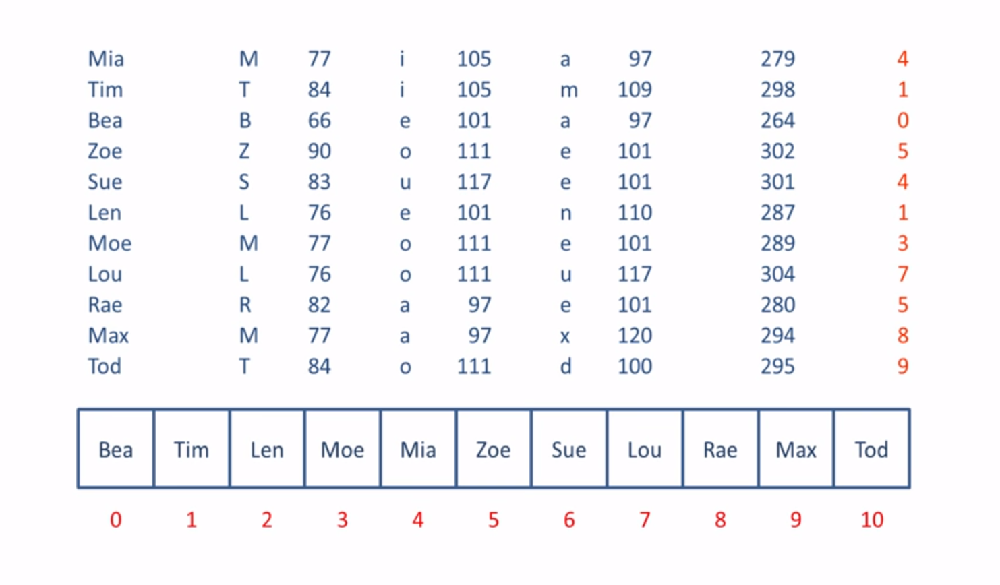 Mia M 77 i 105 a 97 279 4
Tim T 84 i 105 m 109 298 1
Bea B 66 e 101 a 97 264 0
Zoe Z 90 o 111 e 101 302 5
Sue S 83 u 117 e 101 301 4
Len L 76 e 101 n 110 287 1
Moe M 77 o 111 e 101 289 3
Lou L 76 o 111 u 117 304 7
Rae R 82 a 97 e 101 280 5
Max M 77 a 97 x 120 294 8
Tod T 84 o 111 d 100 295 9
Bea Tim Len Moe Mia Zoe Sue Lou Rae Max Tod
0 1 2 3 4 5 6 7 8 9 10